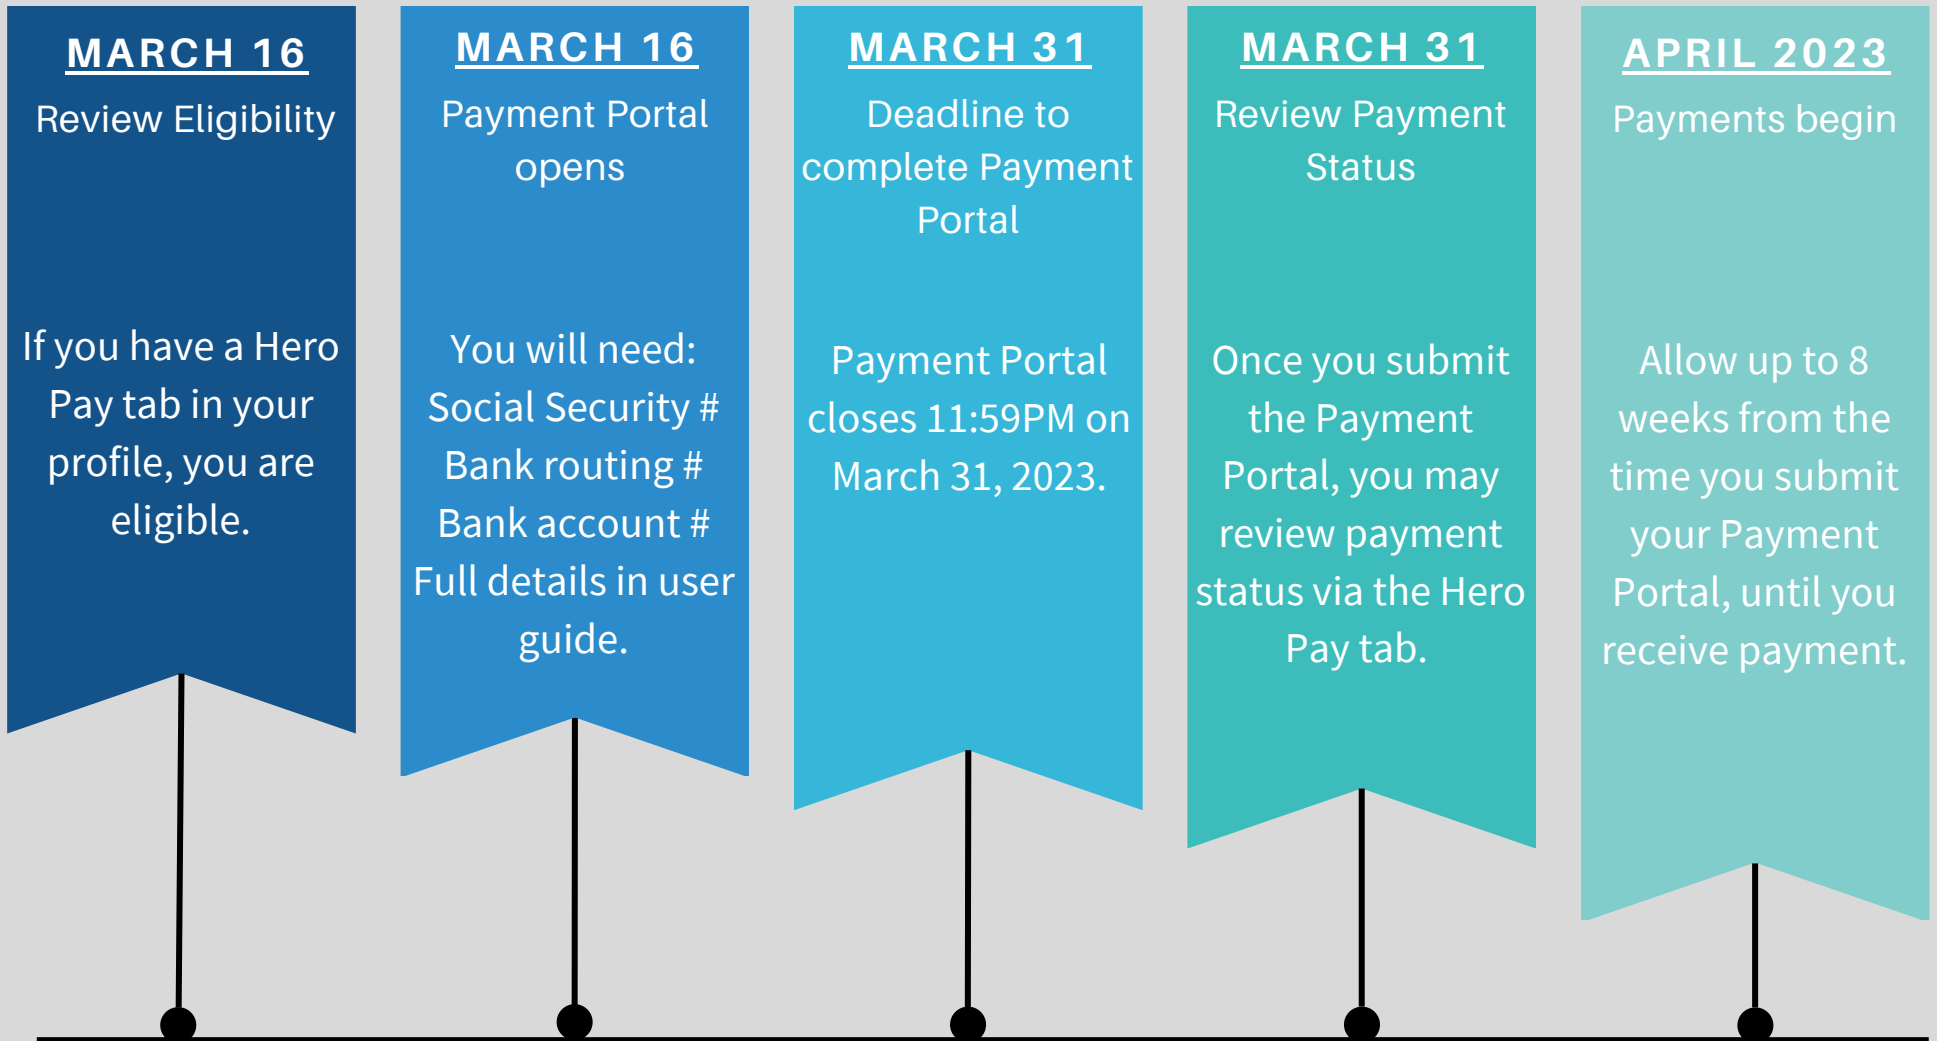 MARCH 16
Review Eligibility
If you have a Hero
Pay tab in your
profile, you are
eligible.
MARCH 16
Payment Portal
opens
You will need:
Social Security #
Bank routing #
Bank account #
Full details in user
guide.
MARCH 31
Deadline to
complete Payment
Portal
Payment Portal
closes 11:59PM on
March 31, 2023.
MARCH 31
Review Payment
Status
Once you submit
the Payment
Portal, you may
review payment
status via the Hero
Pay tab.
APRIL 2023
Payments begin
Allow up to 8
weeks from the
time you submit
your Payment
Portal, until you
receive payment.